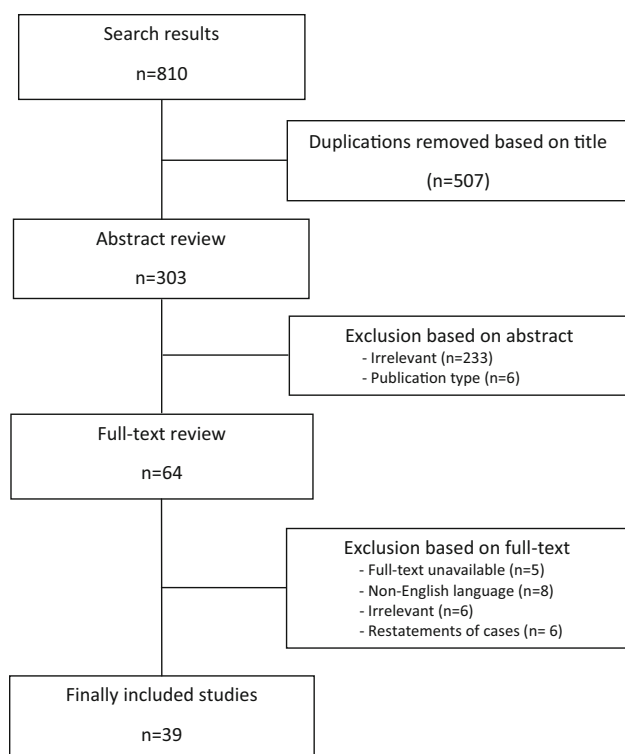 Search results
n=810
Duplications removed based on title
(n=507)
Abstract review
n=303
Exclusion based on abstract
- Irrelevant (n=233)
- Publication type (n=6)
Full-text review
n=64
Exclusion based on full-text
- Full-text unavailable (n=5)
- Non-English language (n=8)
- Irrelevant (n=6)
- Restatements of cases (n= 6)
Finally included studies
n=39